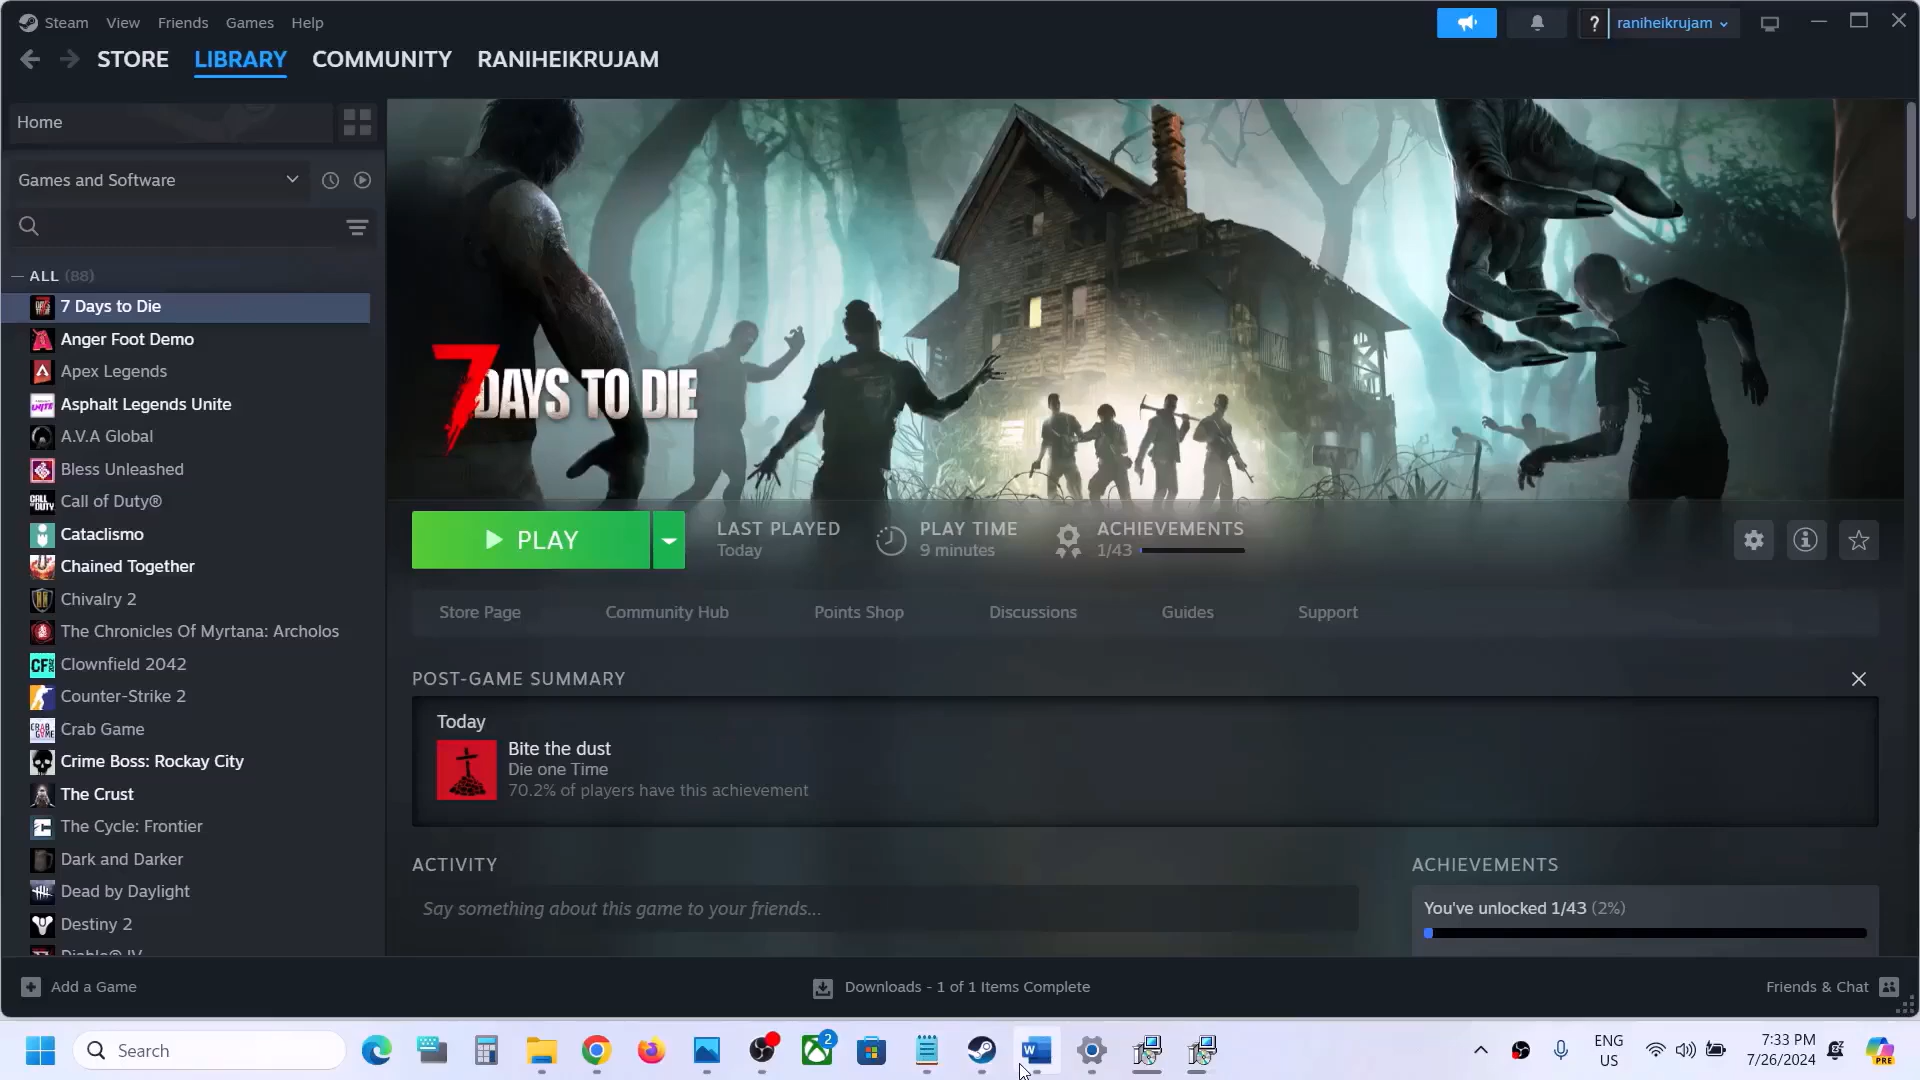 Steam View Friends Games Help
? raniheikrujam
STORE LIBRARY COMMUNITY RANIHEIKRUJAM
Home
Games and Software
ALL (88)
7 Days to Die
Anger Foot Demo
Apex Legends
Asphalt Legends Unite
A.V.A Global
Bless Unleashed
Call of Duty®
Cataclismo
Chained Together
Chivalry 2
The Chronicles Of Myrtana: Archolos
Clownfield 2042
Counter-Strike 2
Crab Game
Crime Boss: Rockay City
The Crust
The Cycle: Frontier
Dark and Darker
Dead by Daylight
Destiny 2
Diablo® IV
7 DAYS TO DIE
PLAY
LAST PLAYED
Today
PLAY TIME
9 minutes
ACHIEVEMENTS
1/43
Store Page Community Hub Points Shop Discussions Guides Support
POST-GAME SUMMARY
Today
Bite the dust
Die one Time
70.2% of players have this achievement
ACTIVITY
Say something about this game to your friends...
ACHIEVEMENTS
You've unlocked 1/43 (2%)
Add a Game
Downloads - 1 of 1 Items Complete
Friends & Chat
Search
2
ENG
US
7:33 PM
7/26/2024
PRE